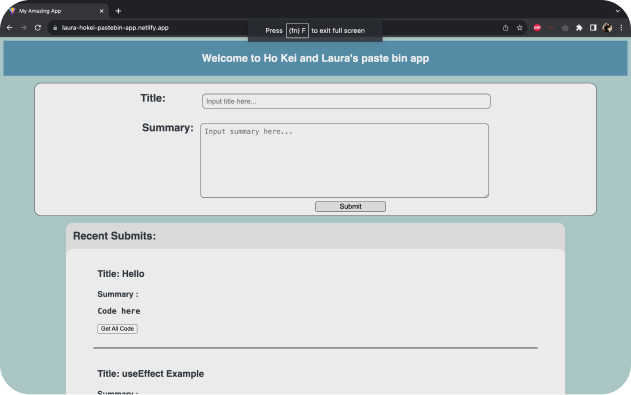 My Amazing App
laura-hokei-pastebin-app.netlify.app
Press (fn) F to exit full screen
Welcome to Ho Kei and Laura's paste bin app
Title:
Input title here...
Summary:
Input summary here...
Submit
Recent Submits:
Title: Hello
Summary :
Code here
Get All Code
Title: useEffect Example
Summary :